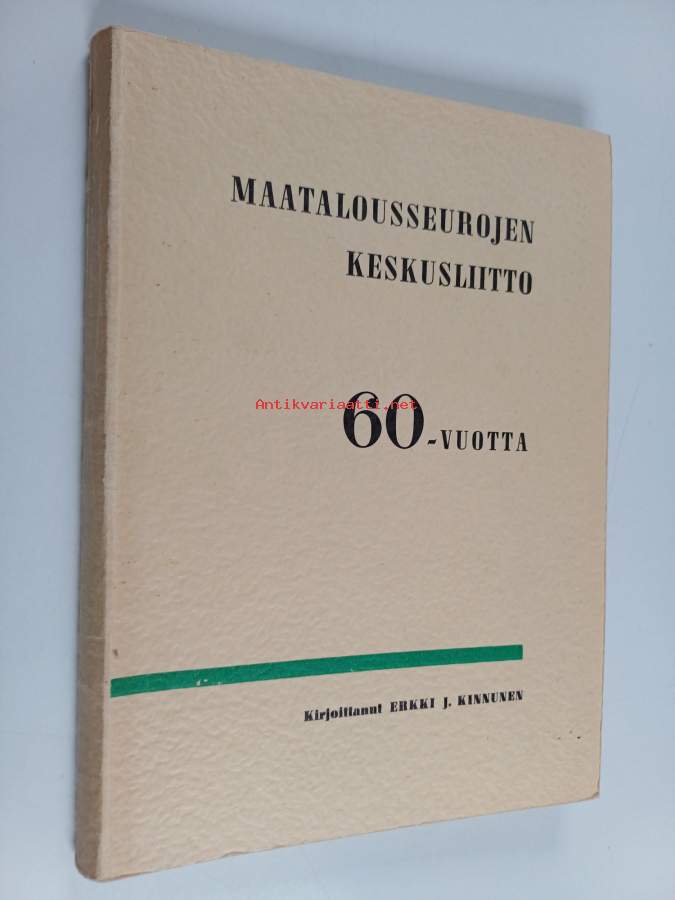 MAATALOUSSEUROJEN
KESKUSLIITTO
Antikvariaatti.net
60-VUOTTA
Kirjoittanut ERKKI J. KINNUNEN